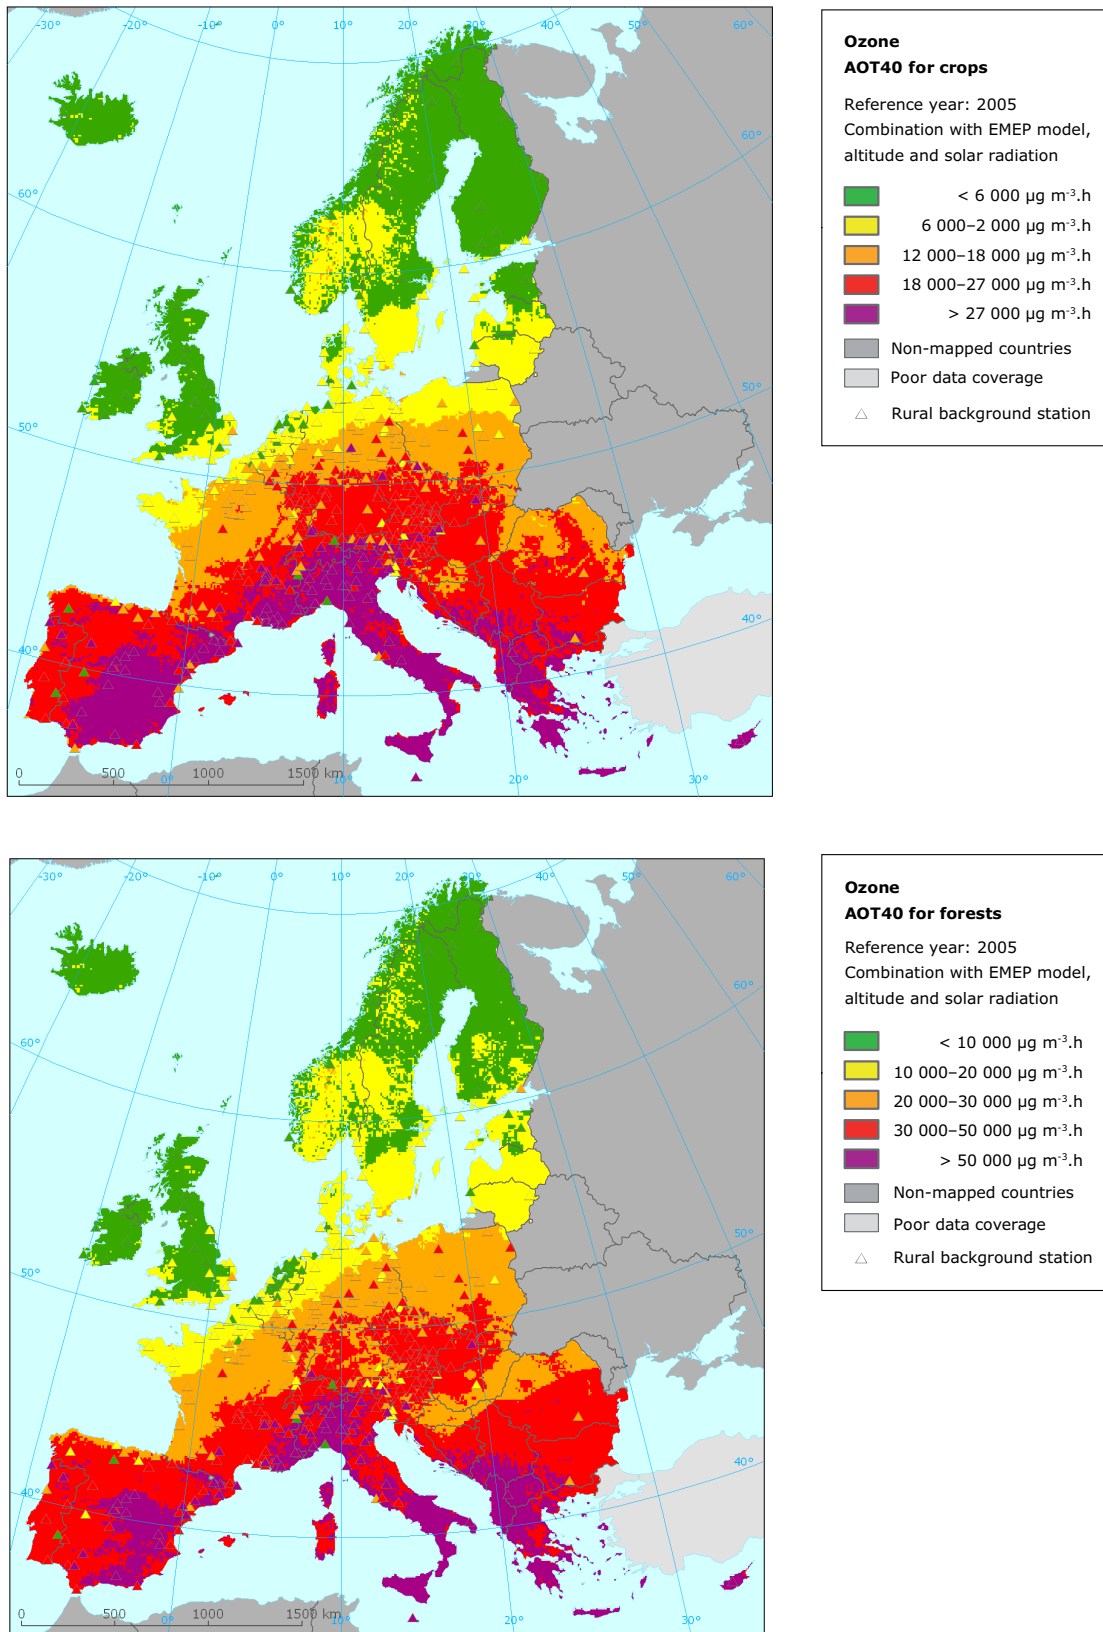 -30°
-20°
-10°
0°
10°
20°
30°
40°
50°
60°
60°
60°
50°
50°
40°
40°
0
500
1000
1500 km
0°
10°
20°
30°
Ozone
AOT40 for crops
Reference year: 2005
Combination with EMEP model,
altitude and solar radiation
< 6 000 µg m-3.h
6 000–2 000 µg m-3.h
12 000–18 000 µg m-3.h
18 000–27 000 µg m-3.h
> 27 000 µg m-3.h
Non-mapped countries
Poor data coverage
Rural background station
-30°
-20°
-10°
0°
10°
20°
30°
40°
50°
60°
60°
60°
50°
50°
40°
40°
0
500
1000
1500 km
0°
10°
20°
30°
Ozone
AOT40 for forests
Reference year: 2005
Combination with EMEP model,
altitude and solar radiation
< 10 000 µg m-3.h
10 000–20 000 µg m-3.h
20 000–30 000 µg m-3.h
30 000–50 000 µg m-3.h
> 50 000 µg m-3.h
Non-mapped countries
Poor data coverage
Rural background station